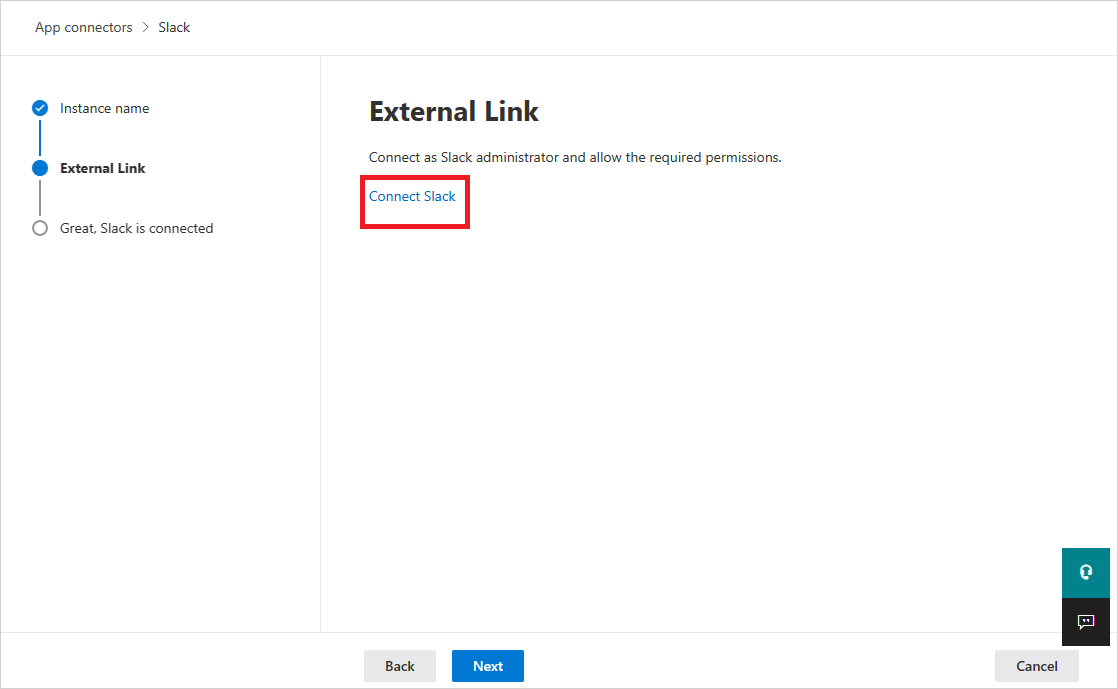 App connectors > Slack
Instance name
External Link
Great, Slack is connected
External Link
Connect as Slack administrator and allow the required permissions.
Connect Slack
Back
Next
Cancel